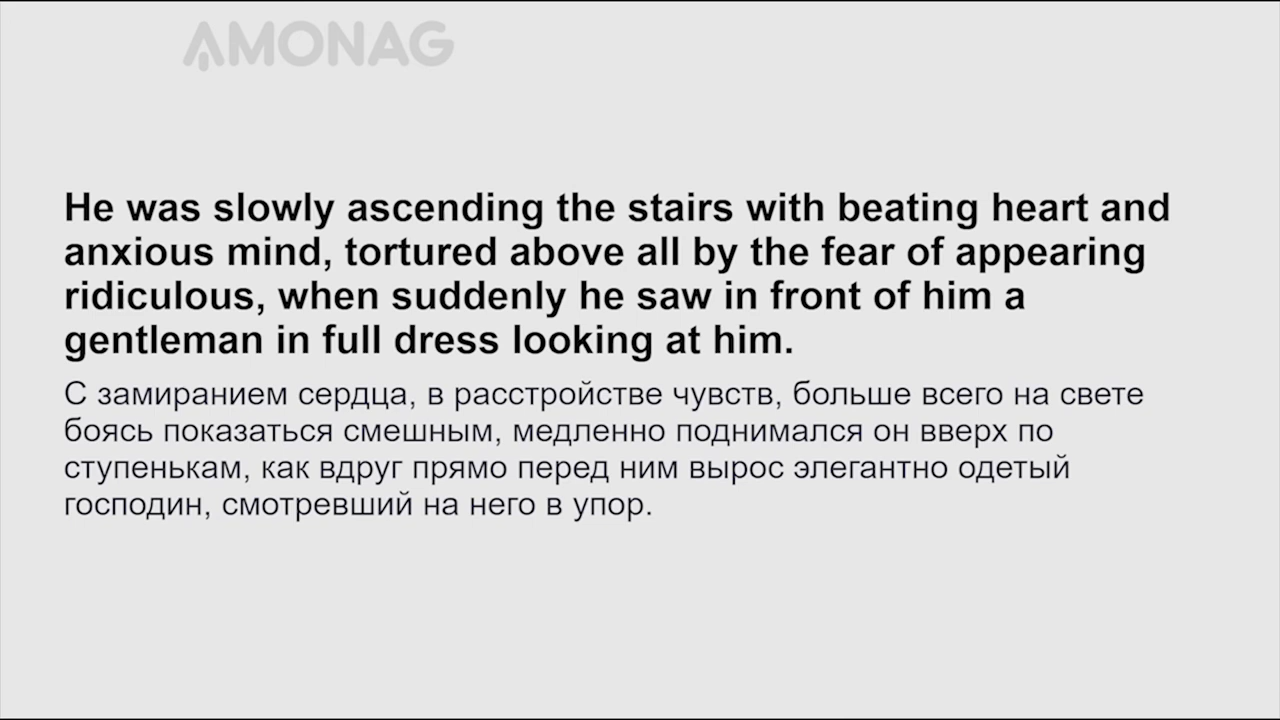 AMONAG
He was slowly ascending the stairs with beating heart and
anxious mind, tortured above all by the fear of appearing
ridiculous, when suddenly he saw in front of him a
gentleman in full dress looking at him.
С замиранием сердца, в расстройстве чувств, больше всего на свете
боясь показаться смешным, медленно поднимался он вверх по
ступенькам, как вдруг прямо перед ним вырос элегантно одетый
господин, смотревший на него в упор.